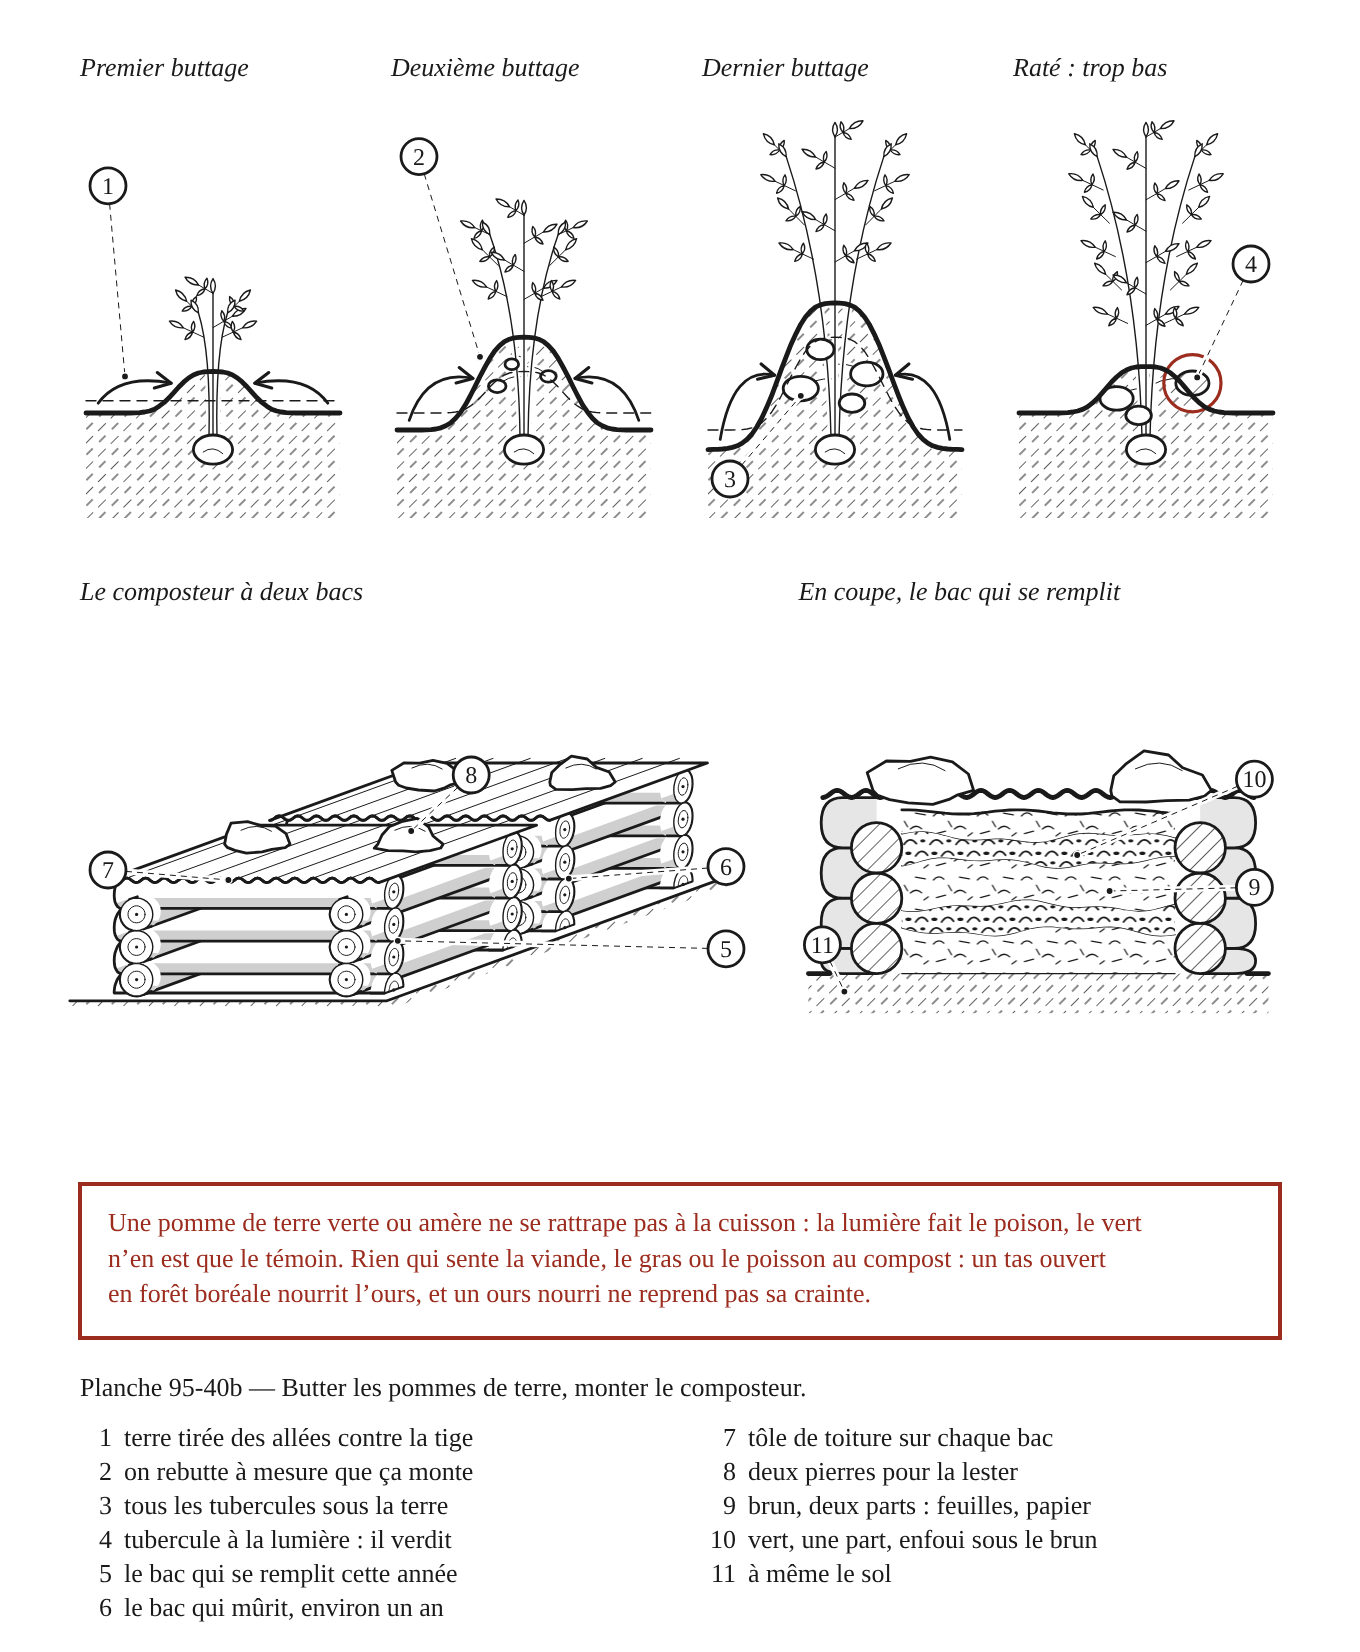 Premier buttage
Deuxième buttage
Dernier buttage
Raté : trop bas
1
2
3
4
Le composteur à deux bacs
En coupe, le bac qui se remplit
8
10
7
6
9
5
11
Une pomme de terre verte ou amère ne se rattrape pas à la cuisson : la lumière fait le poison, le vert
n’en est que le témoin. Rien qui sente la viande, le gras ou le poisson au compost : un tas ouvert
en forêt boréale nourrit l’ours, et un ours nourri ne reprend pas sa crainte.
Planche 95-40b — Butter les pommes de terre, monter le composteur.
1 terre tirée des allées contre la tige
2 on rebutte à mesure que ça monte
3 tous les tubercules sous la terre
4 tubercule à la lumière : il verdit
5 le bac qui se remplit cette année
6 le bac qui mûrit, environ un an
7 tôle de toiture sur chaque bac
8 deux pierres pour la lester
9 brun, deux parts : feuilles, papier
10 vert, une part, enfoui sous le brun
11 à même le sol